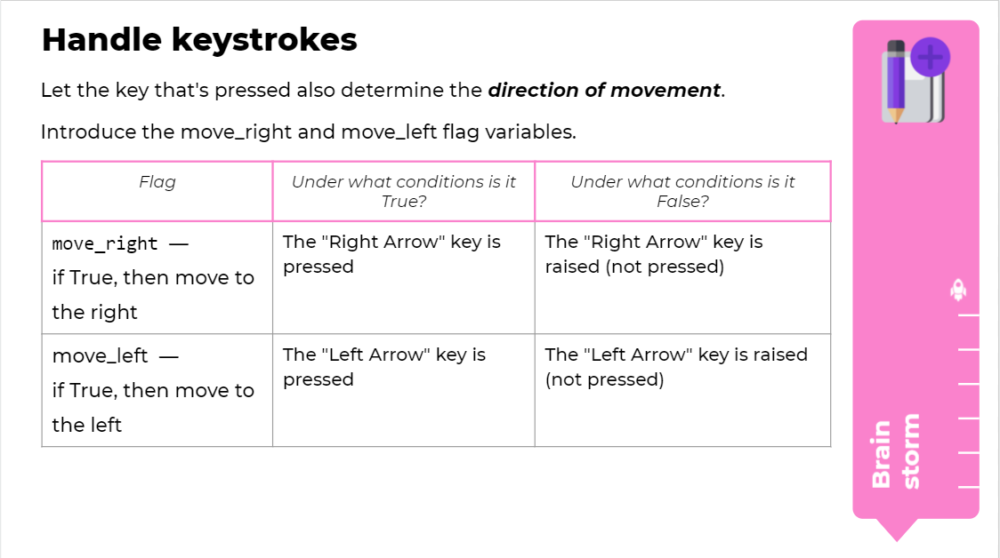 Handle keystrokes
Let the key that's pressed also determine the direction of movement.
Introduce the move_right and move_left flag variables.
Flag
Under what conditions is it
True?
Under what conditions is it
False?
move_right —
if True, then move to
the right
The "Right Arrow" key is
pressed
The "Right Arrow" key is
raised (not pressed)
move_left —
if True, then move to
the left
The "Left Arrow" key is
pressed
The "Left Arrow" key is raised
(not pressed)
Brain
storm